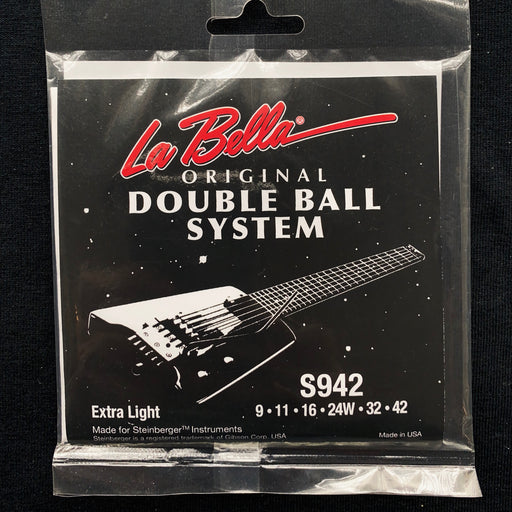 La Bella®
ORIGINAL
DOUBLE BALL
SYSTEM
S942
Extra Light
9 • 11 • 16 • 24W • 32 • 42
Made for Steinberger™ Instruments
Steinberger is a registered trademark of Gibson Corp. USA
Made in USA